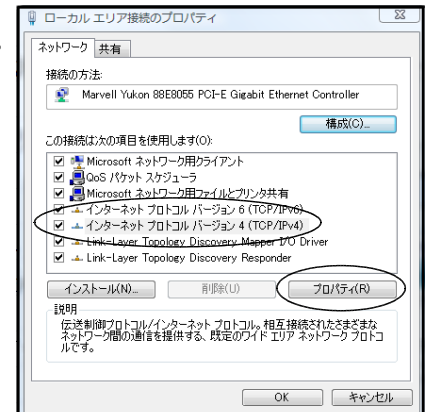 ローカル エリア接続のプロパティ
ネットワーク 共有
接続の方法:
Marvell Yukon 88E8055 PCI-E Gigabit Ethernet Controller
構成(C)...
この接続は次の項目を使用します(O):
Microsoft ネットワーク用クライアント
QoS パケット スケジューラ
Microsoft ネットワーク用ファイルとプリンタ共有
インターネット プロトコル バージョン 6 (TCP/IPv6)
インターネット プロトコル バージョン 4 (TCP/IPv4)
Link-Layer Topology Discovery Mapper I/O Driver
Link-Layer Topology Discovery Responder
インストール(N)... 削除(U) プロパティ(R)
説明
伝送制御プロトコル/インターネット プロトコル。相互接続されたさまざまな
ネットワーク間の通信を提供する、既定のワイド エリア ネットワーク プロトコ
ルです。
OK キャンセル